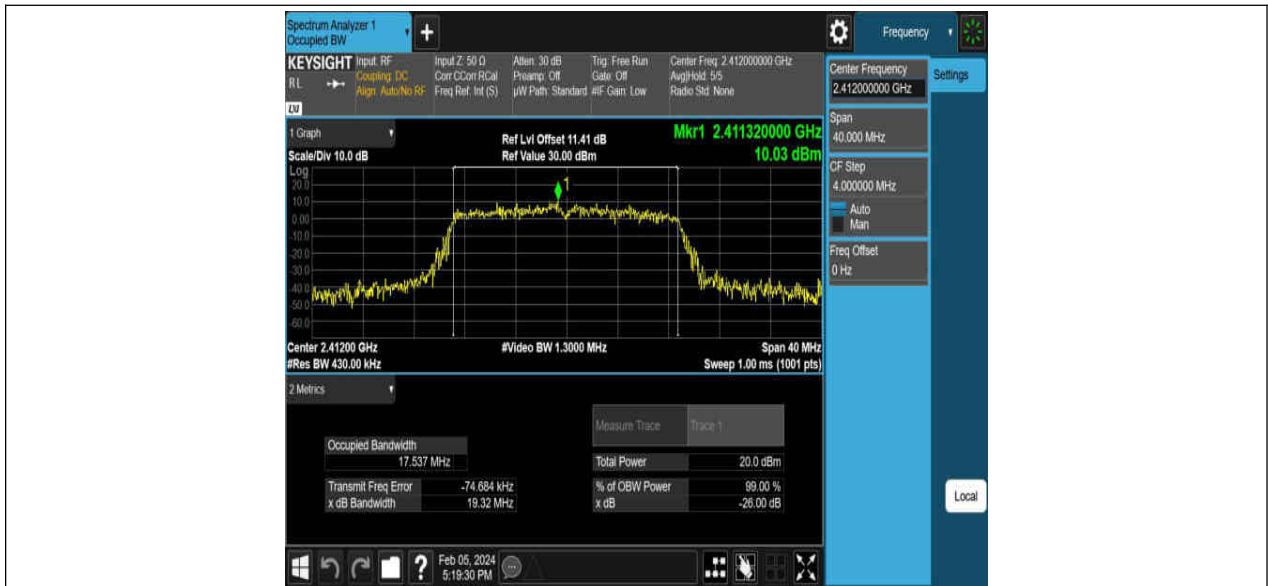 Spectrum Analyzer 1
Occupied BW
+
Frequency
KEYSIGHT
RL
LXI
Input: RF
Coupling: DC
Align: Auto/No RF
Input Z: 50 Ω
Corr CCorr RCal
Freq Ref: Int (S)
Atten: 30 dB
Preamp: Off
µW Path: Standard
Trig: Free Run
Gate: Off
#IF Gain: Low
Center Freq: 2.412000000 GHz
Avg|Hold: 5/5
Radio Std: None
Center Frequency
2.412000000 GHz
Settings
Span
40.000 MHz
CF Step
4.000000 MHz
Auto
Man
Freq Offset
0 Hz
Local
1 Graph
Scale/Div 10.0 dB
Ref Lvl Offset 11.41 dB
Ref Value 30.00 dBm
Mkr1 2.411320000 GHz
10.03 dBm
Log
20.0
10.0
0.00
-10.0
-20.0
-30.0
-40.0
-50.0
-60.0
1
Center 2.41200 GHz
#Video BW 1.3000 MHz
Span 40 MHz
#Res BW 430.00 kHz
Sweep 1.00 ms (1001 pts)
2 Metrics
Measure Trace Trace 1
Occupied Bandwidth
17.537 MHz
Total Power 20.0 dBm
Transmit Freq Error -74.684 kHz
% of OBW Power 99.00 %
x dB Bandwidth 19.32 MHz
x dB -26.00 dB
?
Feb 05, 2024
5:19:30 PM